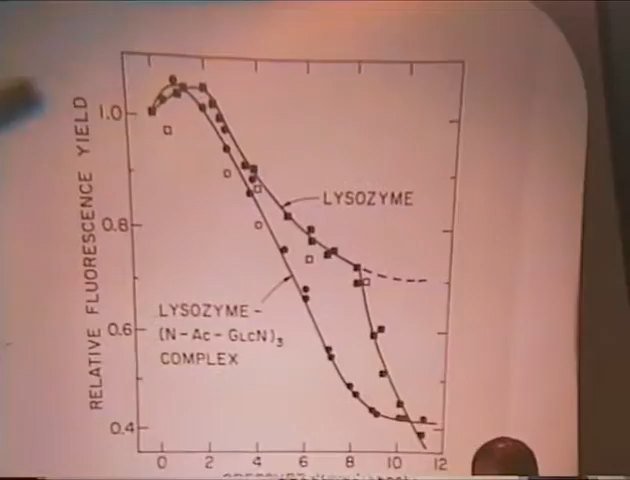 RELATIVE FLUORESCENCE YIELD
1.0
0.8
0.6
0.4
LYSOZYME
LYSOZYME -
(N - Ac - GLcN)3
COMPLEX
0 2 4 6 8 10 12